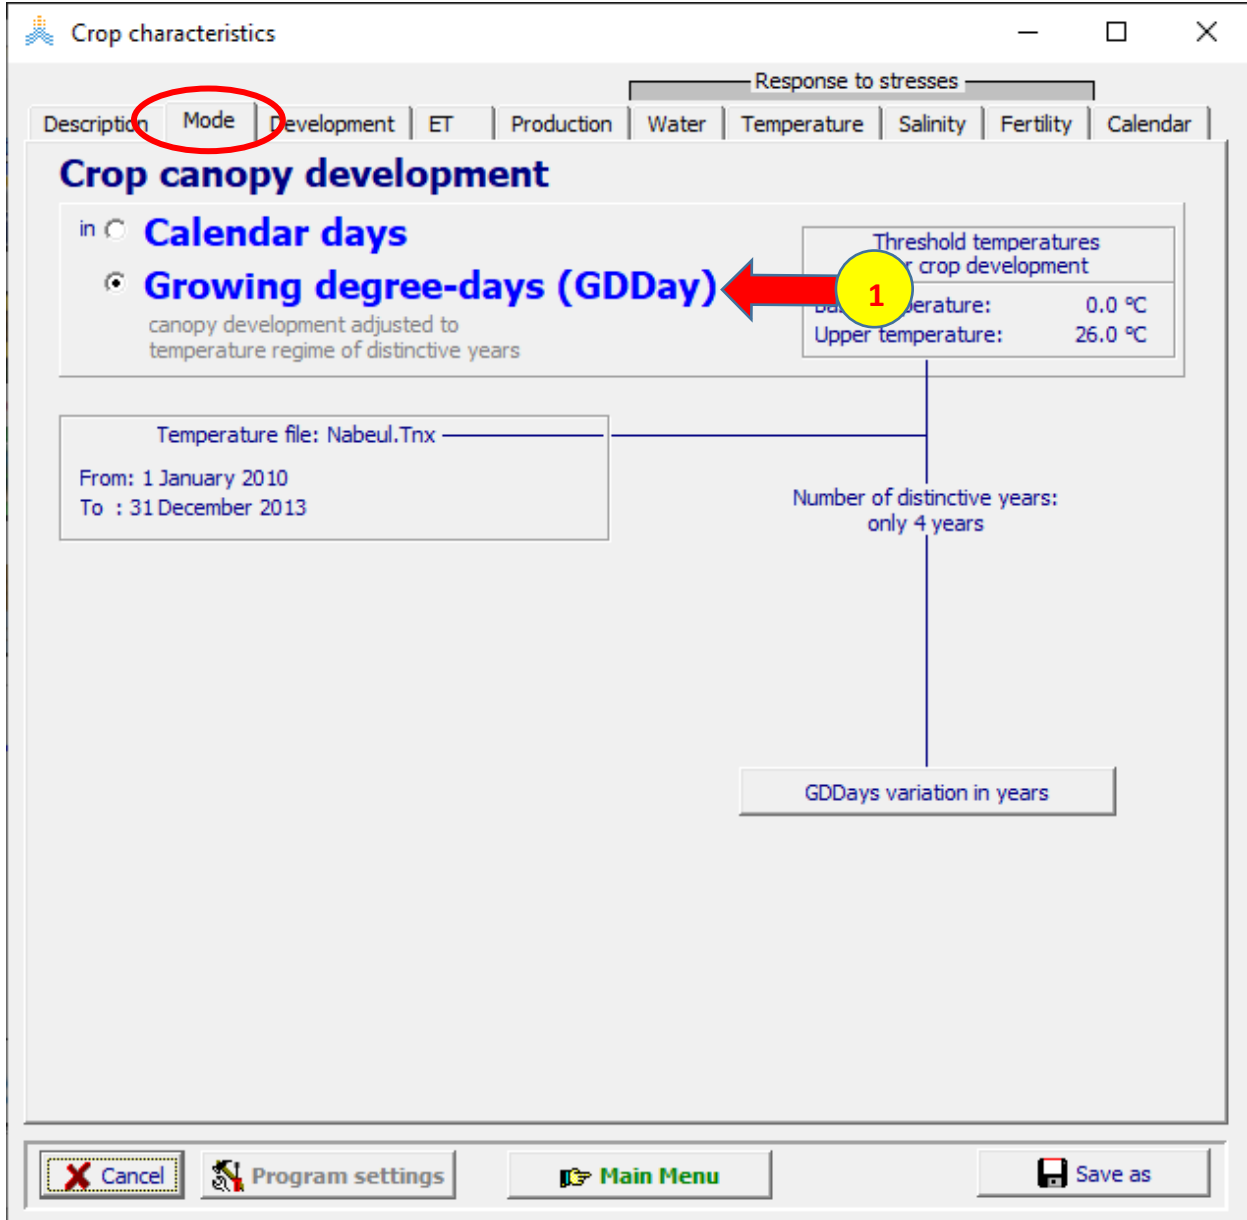 Crop characteristics
Response to stresses
Description Mode Development ET Production Water Temperature Salinity Fertility Calendar
Crop canopy development
in Calendar days
Growing degree-days (GDDay)
canopy development adjusted to
temperature regime of distinctive years
Threshold temperatures
crop development
1
Upper temperature: 26.0 ºC
0.0 ºC
Temperature file: Nabeul.Tnx
From: 1 January 2010
To : 31 December 2013
Number of distinctive years:
only 4 years
GDDays variation in years
Cancel Program settings Main Menu Save as